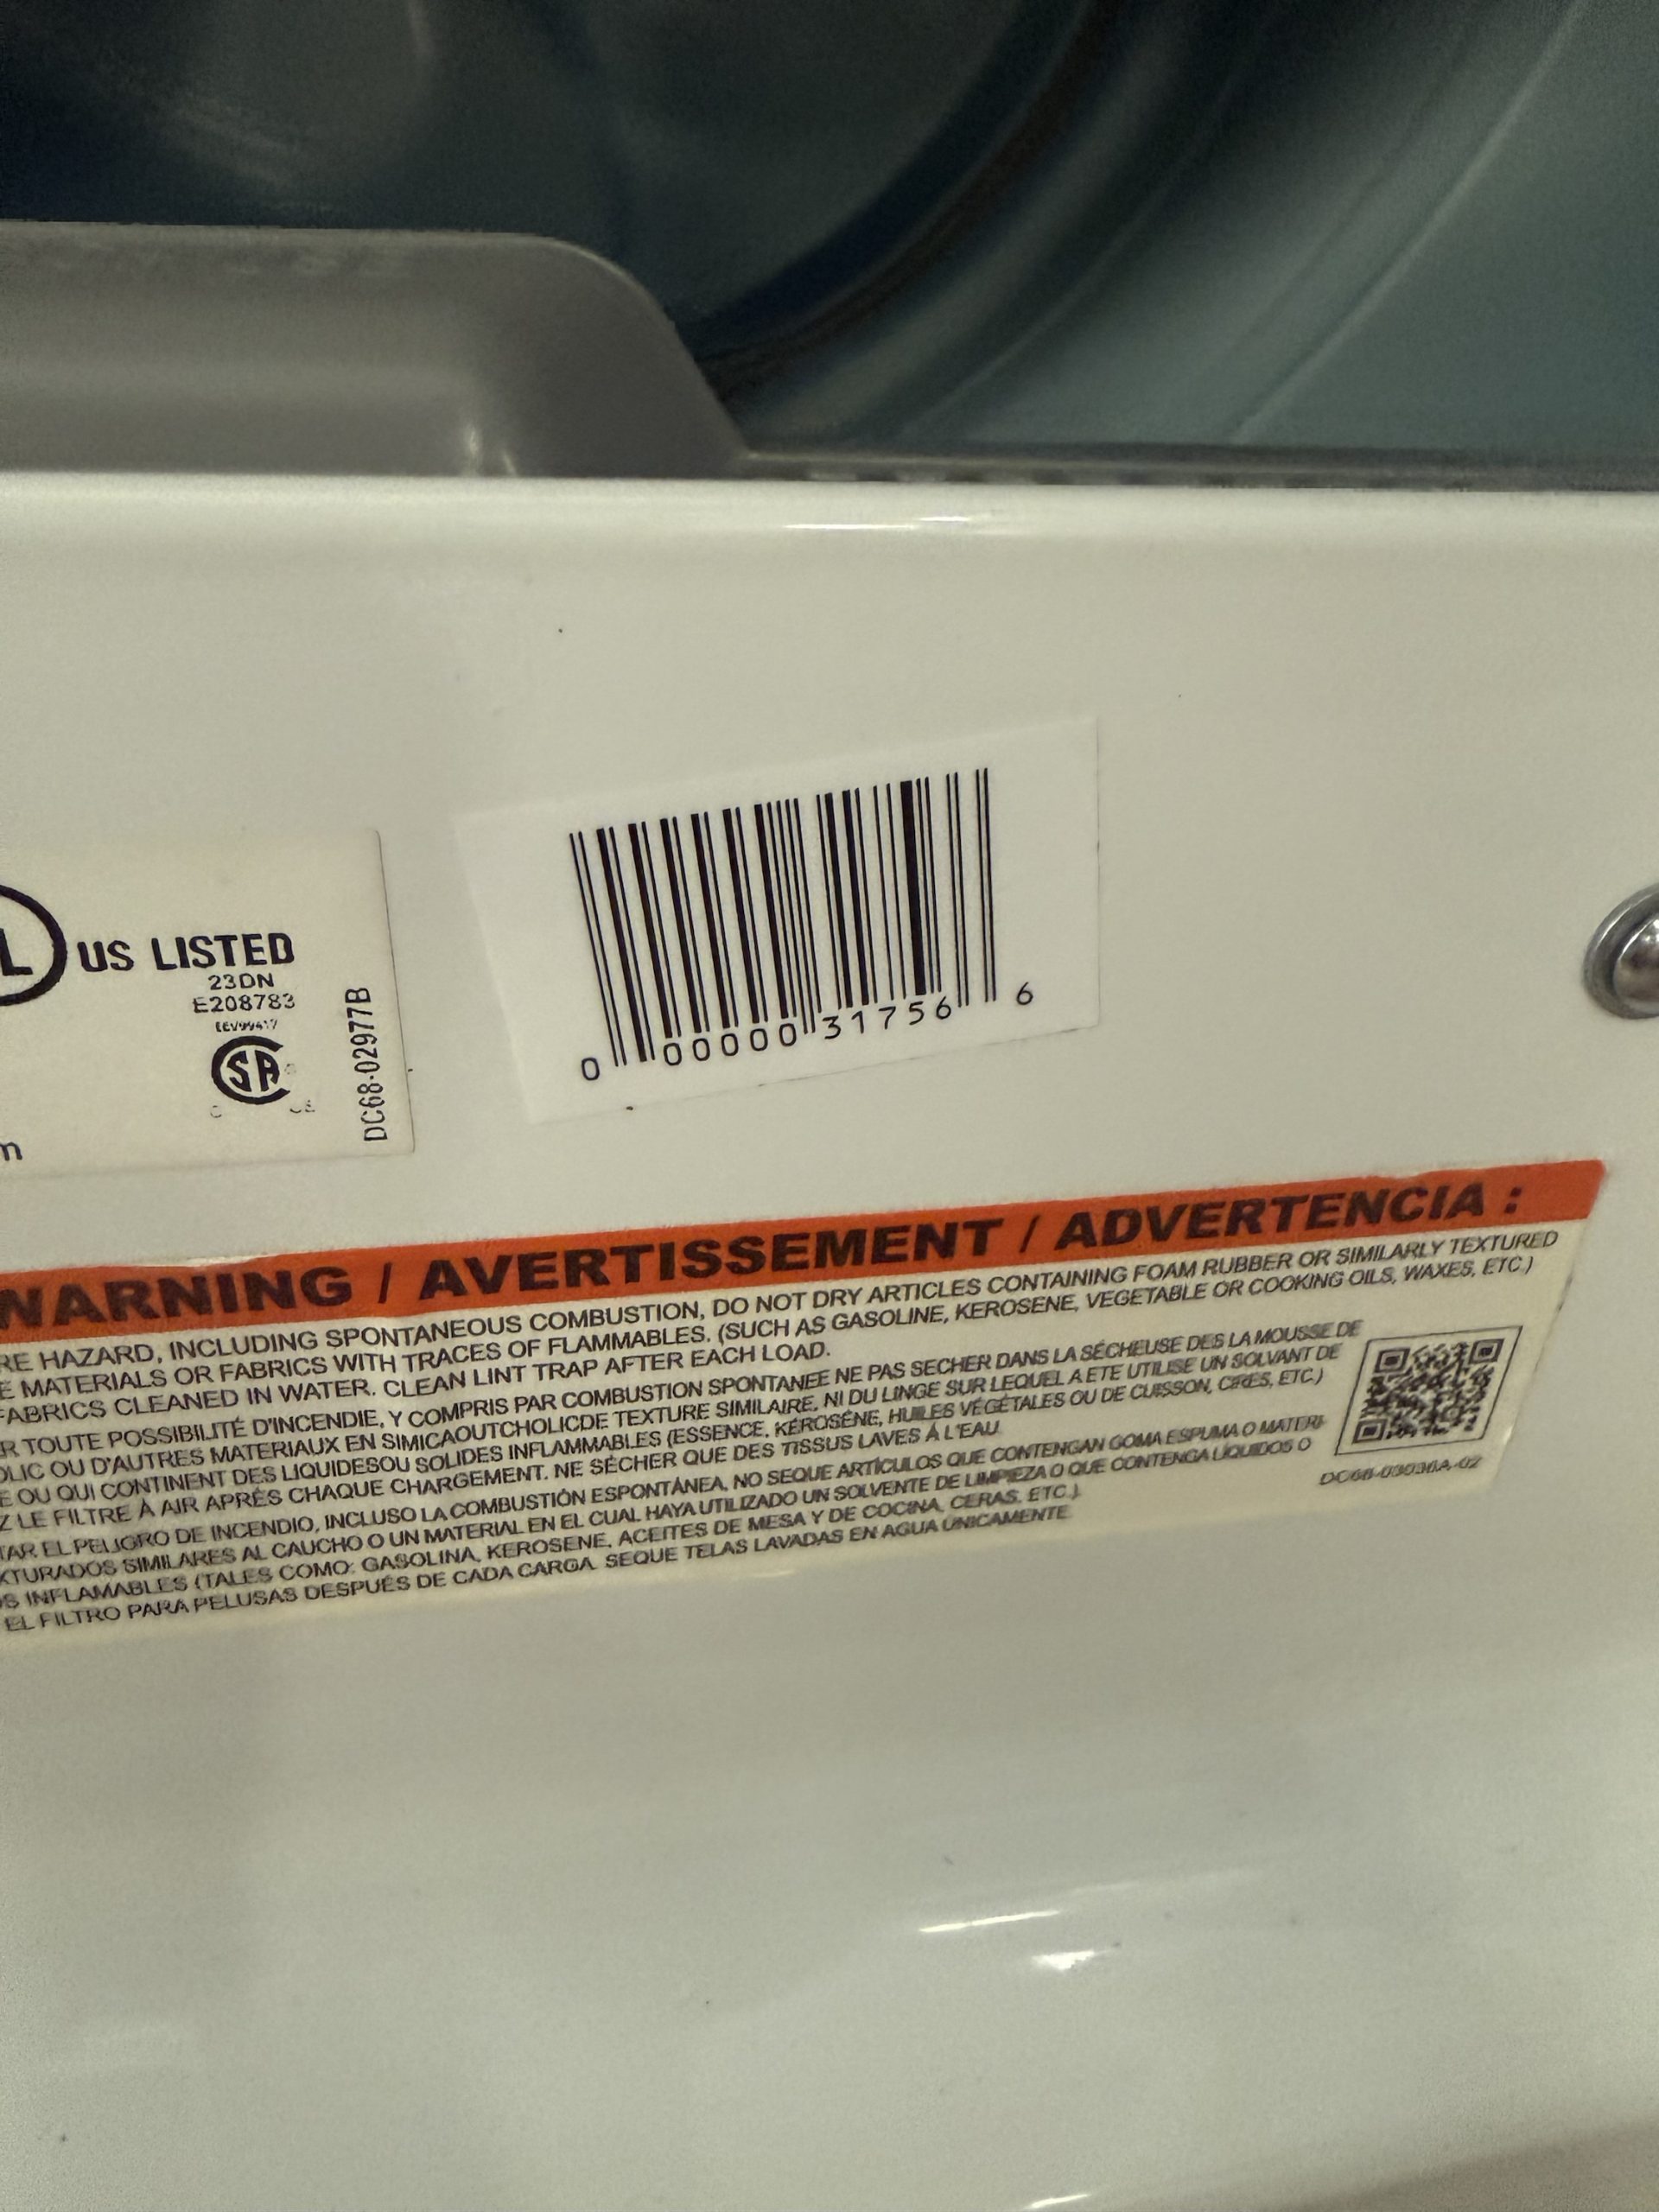 L US LISTED
23DN
E208783
SA
DC68-02977B
m
0 00000 31756 6
WARNING / AVERTISSEMENT / ADVERTENCIA :
RE HAZARD, INCLUDING SPONTANEOUS COMBUSTION, DO NOT DRY ARTICLES CONTAINING FOAM RUBBER OR SIMILARLY TEXTURED
E MATERIALS OR FABRICS WITH TRACES OF FLAMMABLES. (SUCH AS GASOLINE, KEROSENE, VEGETABLE OR COOKING OILS, WAXES, ETC.)
FABRICS CLEANED IN WATER. CLEAN LINT TRAP AFTER EACH LOAD.
R TOUTE POSSIBILITÉ D'INCENDIE, Y COMPRIS PAR COMBUSTION SPONTANEE NE PAS SECHER DANS LA SÉCHEUSE DES LA MOUSSE DE
OLIC OU D'AUTRES MATERIAUX EN SIMICAOUTCHOLICDE TEXTURE SIMILAIRE, NI DU LINGE SUR LEQUEL A ETE UTILISE UN SOLVANT DE
E OU QUI CONTINENT DES LIQUIDESOU SOLIDES INFLAMMABLES (ESSENCE, KÉROSÉNE, HUILES VÉGÉTALES OU DE CUISSON, CIRES, ETC.)
Z LE FILTRE À AIR APRÉS CHAQUE CHARGEMENT. NE SÉCHER QUE DES TISSUS LAVES À L'EAU
TAR EL PELIGRO DE INCENDIO, INCLUSO LA COMBUSTIÓN ESPONTÁNEA, NO SEQUE ARTÍCULOS QUE CONTENGAN GOMA ESPUMA O MATERI-
XTURADOS SIMILARES AL CAUCHO O UN MATERIAL EN EL CUAL HAYA UTILIZADO UN SOLVENTE DE LIMPIEZA O QUE CONTENGA LÍQUIDOS O
OS INFLAMABLES (TALES COMO: GASOLINA, KEROSENE, ACEITES DE MESA Y DE COCINA, CERAS, ETC.).
EL FILTRO PARA PELUSAS DESPUÉS DE CADA CARGA. SEQUE TELAS LAVADAS EN AGUA ÚNICAMENTE